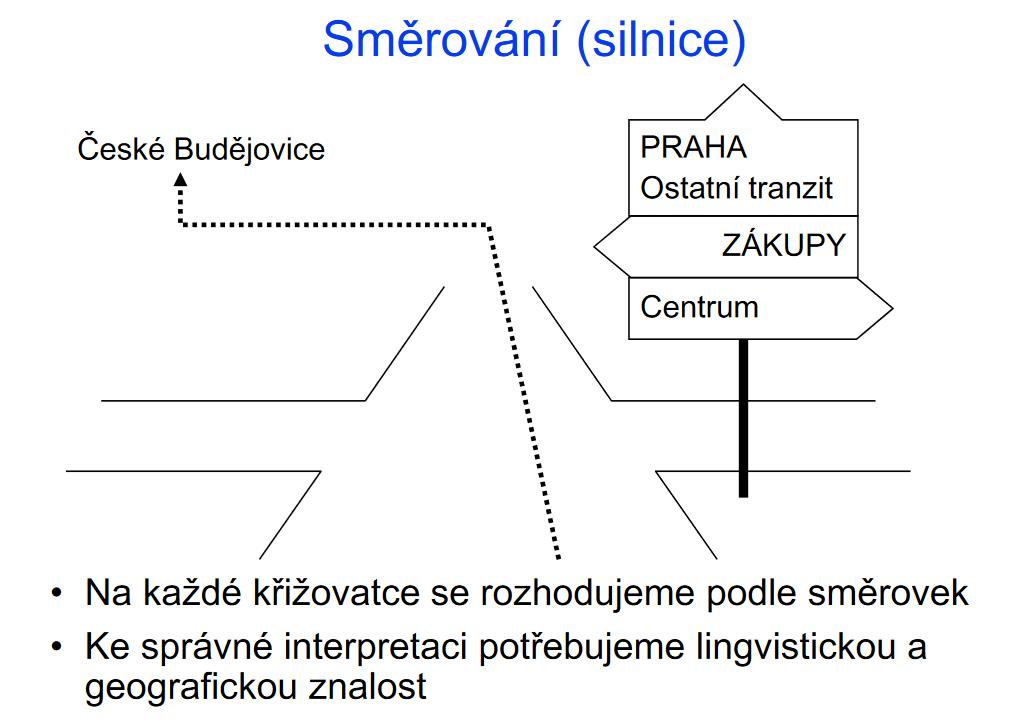 Směrování (silnice)
České Budějovice
PRAHA
Ostatní tranzit
ZÁKUPY
Centrum
• Na každé křižovatce se rozhodujeme podle směrovek
• Ke správné interpretaci potřebujeme lingvistickou a
geografickou znalost